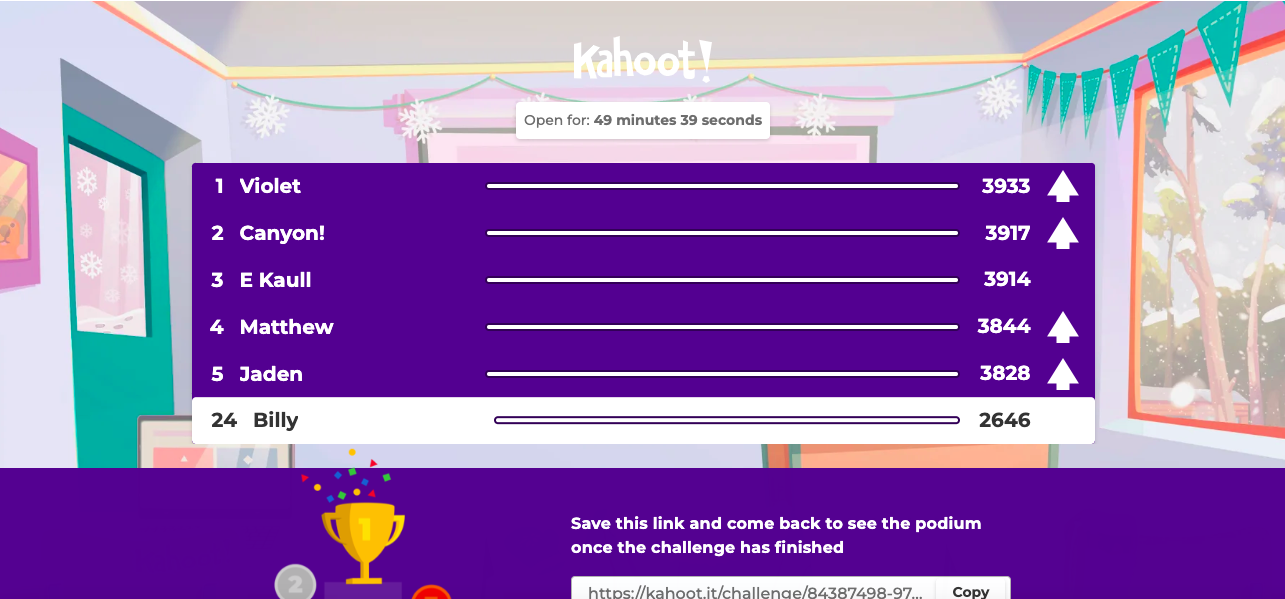 Kahoot!
Open for: 49 minutes 39 seconds
1 Violet 3933
2 Canyon! 3917
3 E Kaull 3914
4 Matthew 3844
5 Jaden 3828
24 Billy 2646
1
2
Save this link and come back to see the podium
once the challenge has finished
https://kahoot.it/challenge/84387498-97... Copy